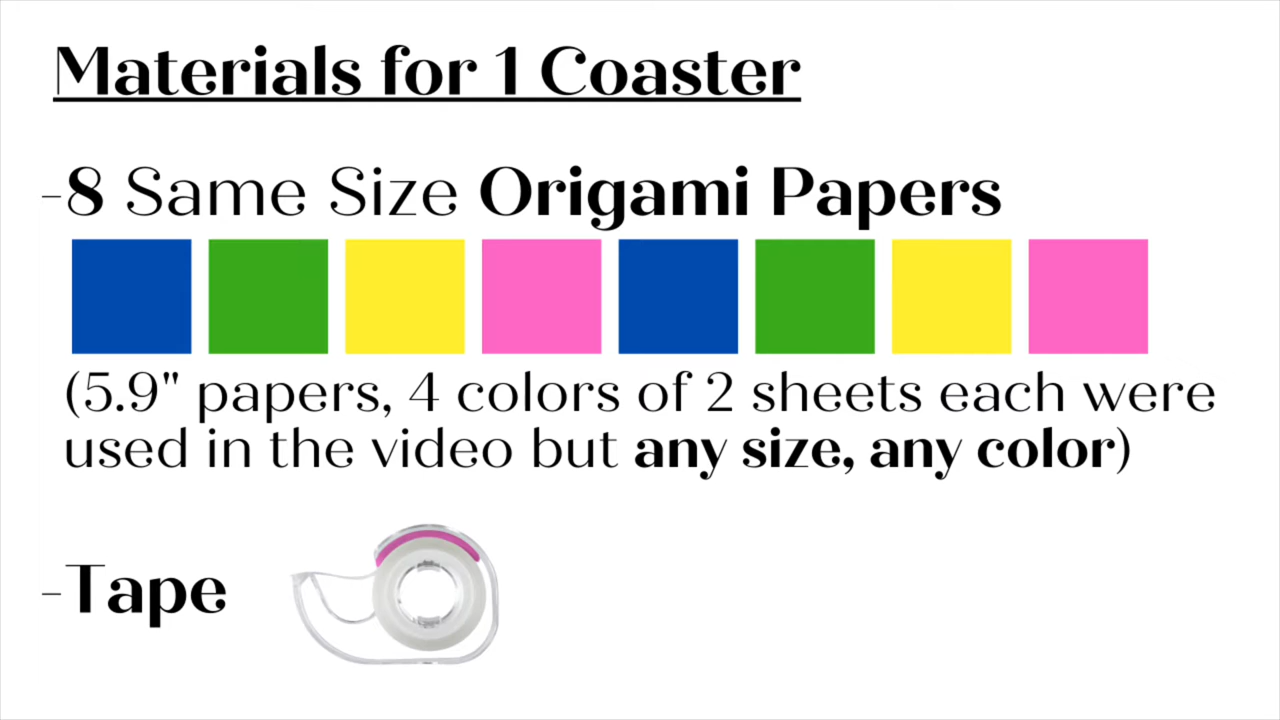 Materials for 1 Coaster
-8 Same Size Origami Papers
(5.9" papers, 4 colors of 2 sheets each were
used in the video but any size, any color)
-Tape